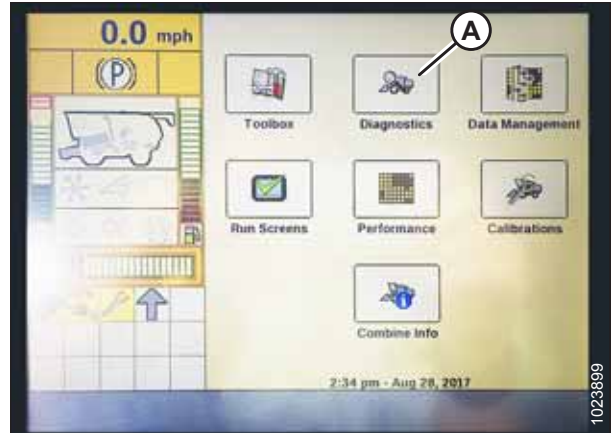 0.0 mph
A
(P)
Toolbox
Diagnostics
Data Management
Run Screens
Performance
Calibrations
Combine Info
2:34 pm - Aug 28, 2017
1023899